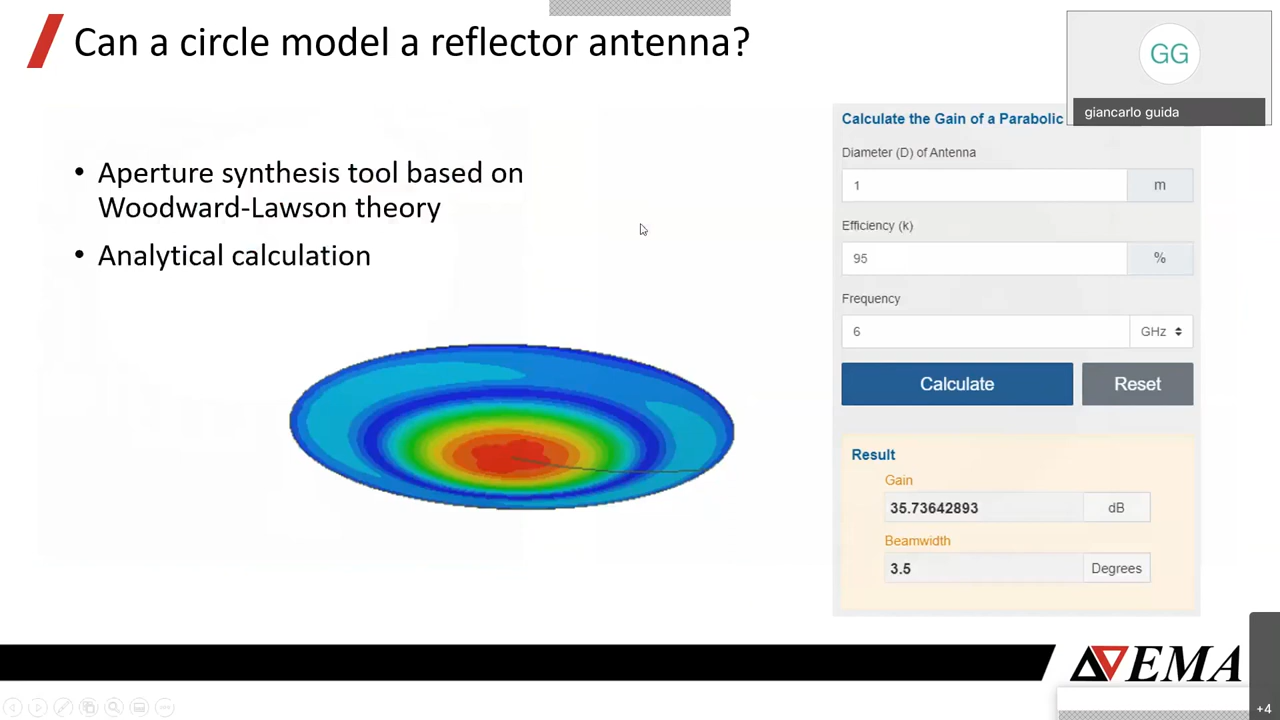 Can a circle model a reflector antenna?
GG
giancarlo guida
• Aperture synthesis tool based on
Woodward-Lawson theory
• Analytical calculation
Calculate the Gain of a Parabolic
Diameter (D) of Antenna
1 m
Efficiency (k)
95 %
Frequency
6 GHz
Calculate Reset
Result
Gain
35.73642893 dB
Beamwidth
3.5 Degrees
EMA
+4